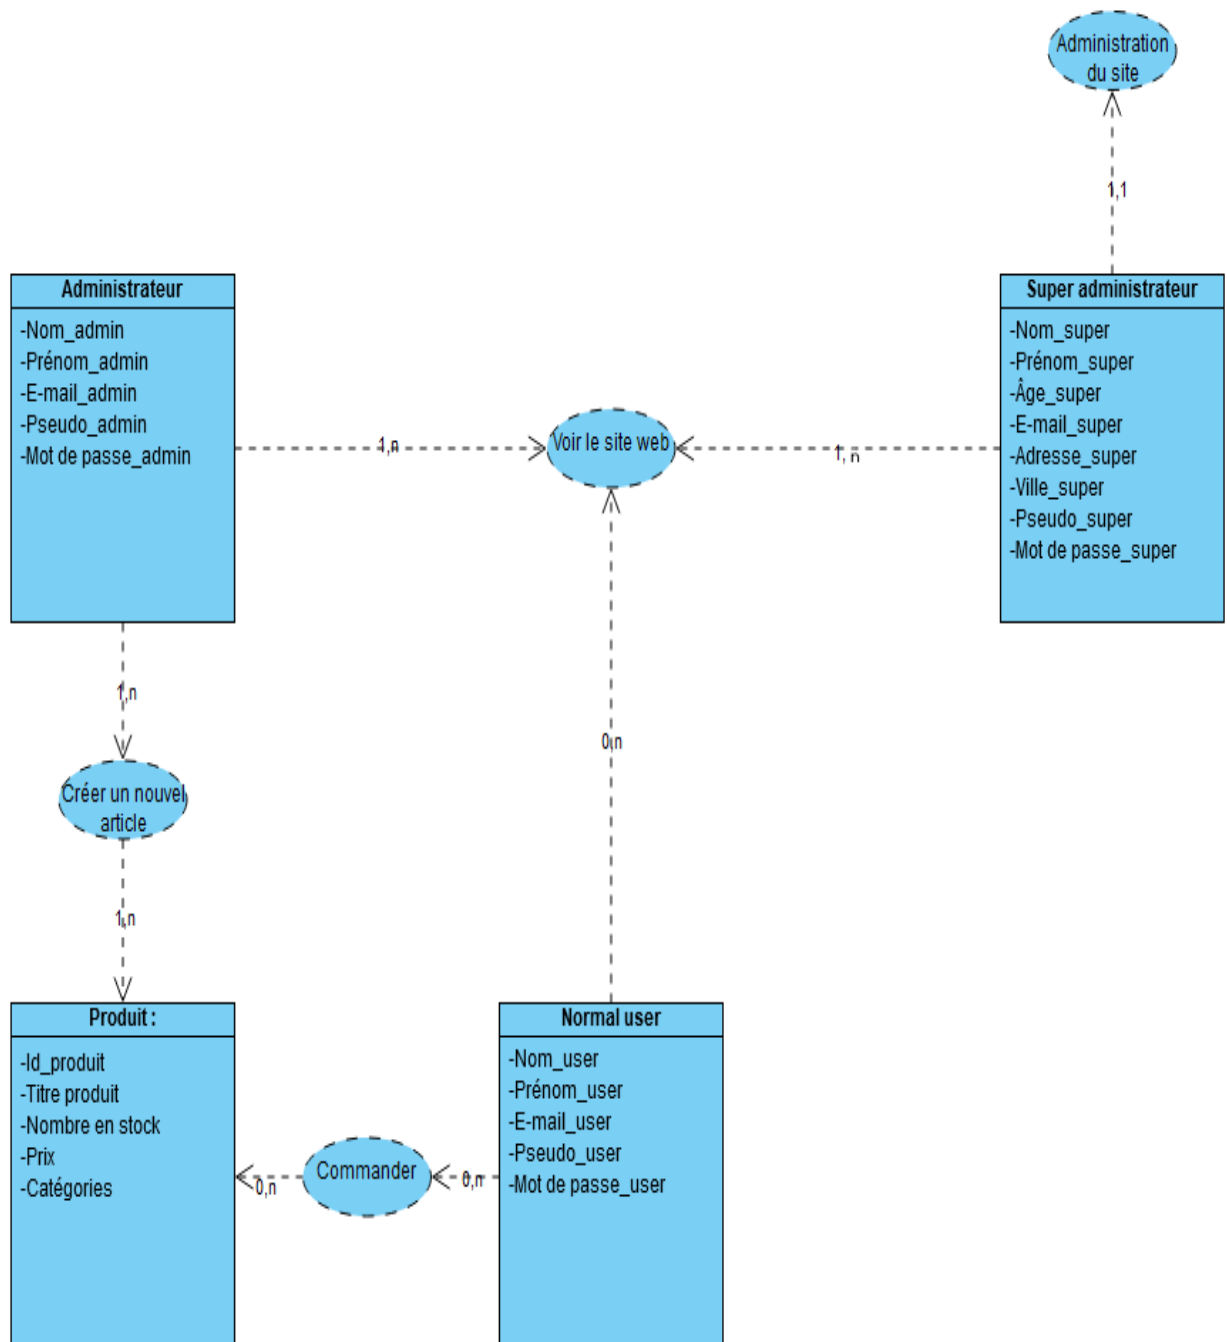 Administration
du site
1,1
Administrateur
-Nom_admin
-Prénom_admin
-E-mail_admin
-Pseudo_admin
-Mot de passe_admin
Super administrateur
-Nom_super
-Prénom_super
-Âge_super
-E-mail_super
-Adresse_super
-Ville_super
-Pseudo_super
-Mot de passe_super
1,n
Voir le site web
1, n
1,n
0,n
Créer un nouvel
article
1,n
Produit :
-Id_produit
-Titre produit
-Nombre en stock
-Prix
-Catégories
0,n
Commander
0,n
Normal user
-Nom_user
-Prénom_user
-E-mail_user
-Pseudo_user
-Mot de passe_user